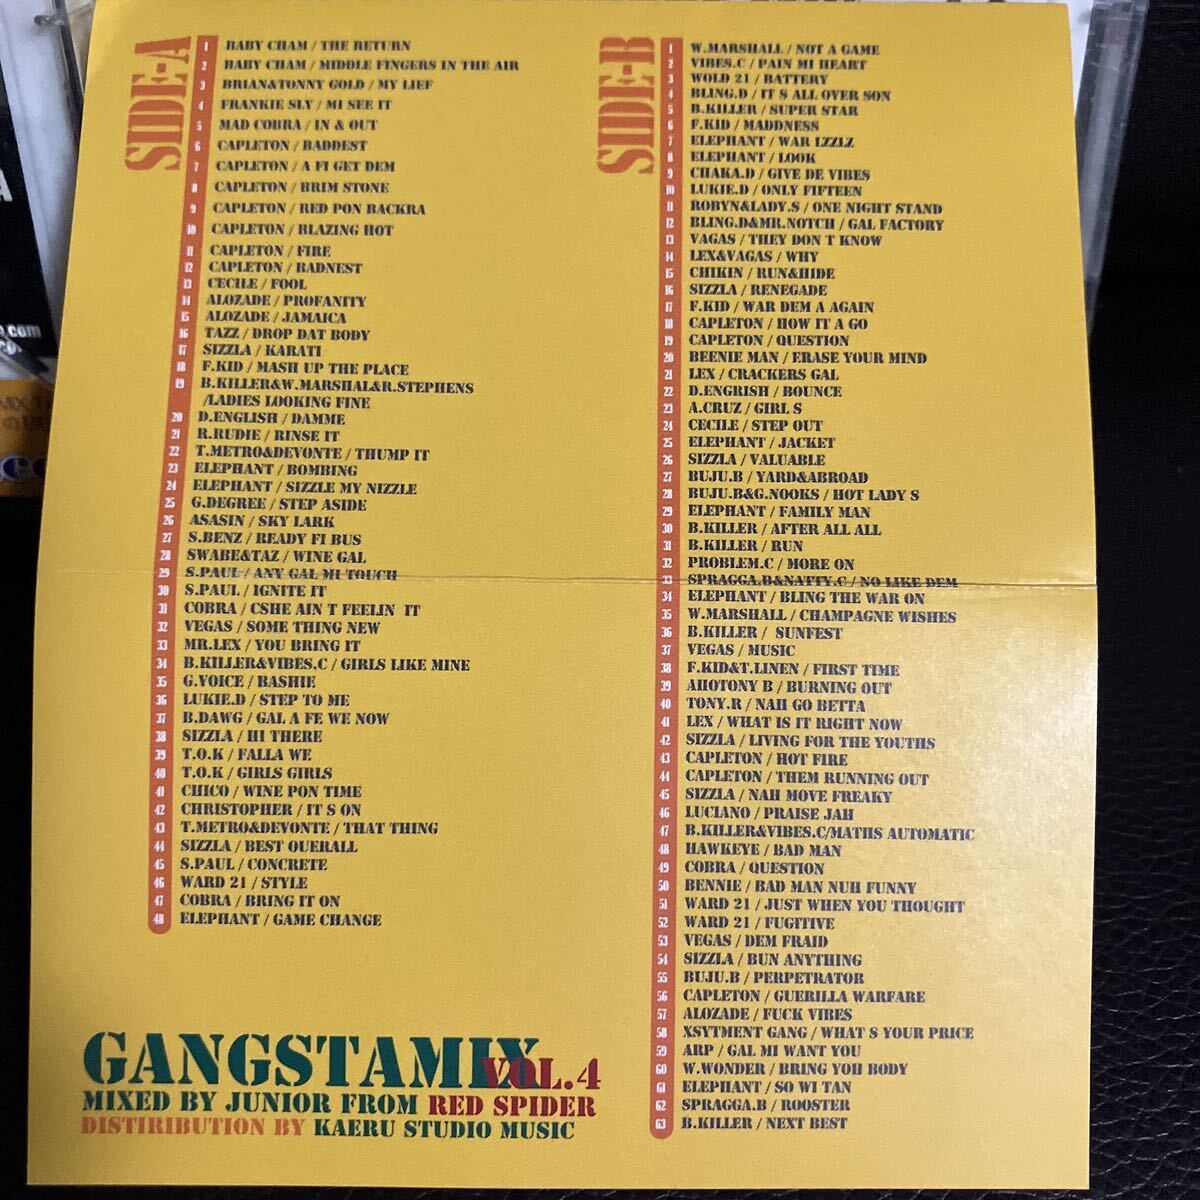 SIDE-A
1 BABY CHAM / THE RETURN
2 BABY CHAM / MIDDLE FINGERS IN THE AIR
3 BRIAN&TONNY GOLD / MY LIEF
4 FRANKIE SLY / MI SEE IT
5 MAD COBRA / IN & OUT
6 CAPLETON / BADDEST
7 CAPLETON / A FI GET DEM
8 CAPLETON / BRIM STONE
9 CAPLETON / RED PON BACKRA
10 CAPLETON / BLAZING HOT
11 CAPLETON / FIRE
12 CAPLETON / BADNEST
13 CECILE / FOOL
14 ALOZADE / PROFANITY
15 ALOZADE / JAMAICA
16 TAZZ / DROP DAT BODY
17 SIZZLA / KARATI
18 F.KID / MASH UP THE PLACE
19 B.KILLER&W.MARSHAL&R.STEPHENS
/LADIES LOOKING FINE
20 D.ENGLISH / DAMME
21 R.RUDIE / RINSE IT
22 T.METRO&DEVONTE / THUMP IT
23 ELEPHANT / BOMBING
24 ELEPHANT / SIZZLE MY NIZZLE
25 G.DEGREE / STEP ASIDE
26 ASASIN / SKY LARK
27 S.BENZ / READY FI BUS
28 SWABE&TAZ / WINE GAL
29 S.PAUL / ANY GAL MI TOUCH
30 S.PAUL / IGNITE IT
31 COBRA / CSHE AIN T FEELIN IT
32 VEGAS / SOME THING NEW
33 MR.LEX / YOU BRING IT
34 B.KILLER&VIBES.C / GIRLS LIKE MINE
35 G.VOICE / BASHIE
36 LUKIE.D / STEP TO ME
37 B.DAWG / GAL A FE WE NOW
38 SIZZLA / HI THERE
39 T.O.K / FALLA WE
40 T.O.K / GIRLS GIRLS
41 CHICO / WINE PON TIME
42 CHRISTOPHER / IT S ON
43 T.METRO&DEVONTE / THAT THING
44 SIZZLA / BEST OUERALL
45 S.PAUL / CONCRETE
46 WARD 21 / STYLE
47 COBRA / BRING IT ON
48 ELEPHANT / GAME CHANGE
SIDE-B
1 W.MARSHALL / NOT A GAME
2 VIBES.C / PAIN MI HEART
3 WOLD 21 / BATTERY
4 BLING.D / IT S ALL OVER SON
5 B.KILLER / SUPER STAR
6 F.KID / MADDNESS
7 ELEPHANT / WAR LZZLZ
8 ELEPHANT / LOOK
9 CHAKA.D / GIVE DE VIBES
10 LUKIE.D / ONLY FIFTEEN
11 ROBYN&LADY.S / ONE NIGHT STAND
12 BLING.D&MR.NOTCH / GAL FACTORY
13 VAGAS / THEY DON T KNOW
14 LEX&VAGAS / WHY
15 CHIKIN / RUN&HIDE
16 SIZZLA / RENEGADE
17 F.KID / WAR DEM A AGAIN
18 CAPLETON / HOW IT A GO
19 CAPLETON / QUESTION
20 BEENIE MAN / ERASE YOUR MIND
21 LEX / CRACKERS GAL
22 D.ENGRISH / BOUNCE
23 A.CRUZ / GIRL S
24 CECILE / STEP OUT
25 ELEPHANT / JACKET
26 SIZZLA / VALUABLE
27 BUJU.B / YARD&ABROAD
28 BUJU.B&G.NOOKS / HOT LADY S
29 ELEPHANT / FAMILY MAN
30 B.KILLER / AFTER ALL ALL
31 B.KILLER / RUN
32 PROBLEM.C / MORE ON
33 SPRAGGA.B&NATTY.C / NO LIKE DEM
34 ELEPHANT / BLING THE WAR ON
35 W.MARSHALL / CHAMPAGNE WISHES
36 B.KILLER / SUNFEST
37 VEGAS / MUSIC
38 F.KID&T.LINEN / FIRST TIME
39 AHOTONY B / BURNING OUT
40 TONY.R / NAH GO BETTA
41 LEX / WHAT IS IT RIGHT NOW
42 SIZZLA / LIVING FOR THE YOUTHS
43 CAPLETON / HOT FIRE
44 CAPLETON / THEM RUNNING OUT
45 SIZZLA / NAH MOVE FREAKY
46 LUCIANO / PRAISE JAH
47 B.KILLER&VIBES.C/MATHS AUTOMATIC
48 HAWKEYE / BAD MAN
49 COBRA / QUESTION
50 BENNIE / BAD MAN NUH FUNNY
51 WARD 21 / JUST WHEN YOU THOUGHT
52 WARD 21 / FUGITIVE
53 VEGAS / DEM FRAID
54 SIZZLA / BUN ANYTHING
55 BUJU.B / PERPETRATOR
56 CAPLETON / GUERILLA WARFARE
57 ALOZADE / FUCK VIBES
58 XSYTMENT GANG / WHAT S YOUR PRICE
59 ARP / GAL MI WANT YOU
60 W.WONDER / BRING YOH BODY
61 ELEPHANT / SO WI TAN
62 SPRAGGA.B / ROOSTER
63 B.KILLER / NEXT BEST
GANGSTAMIX VOL.4
MIXED BY JUNIOR FROM RED SPIDER
DISTIRIBUTION BY KAERU STUDIO MUSIC